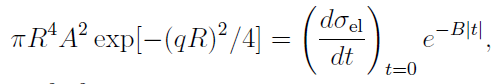 πR⁴A² exp[−(qR)²/4] = (dσ_el/dt)_{t=0} e^{−B|t|},